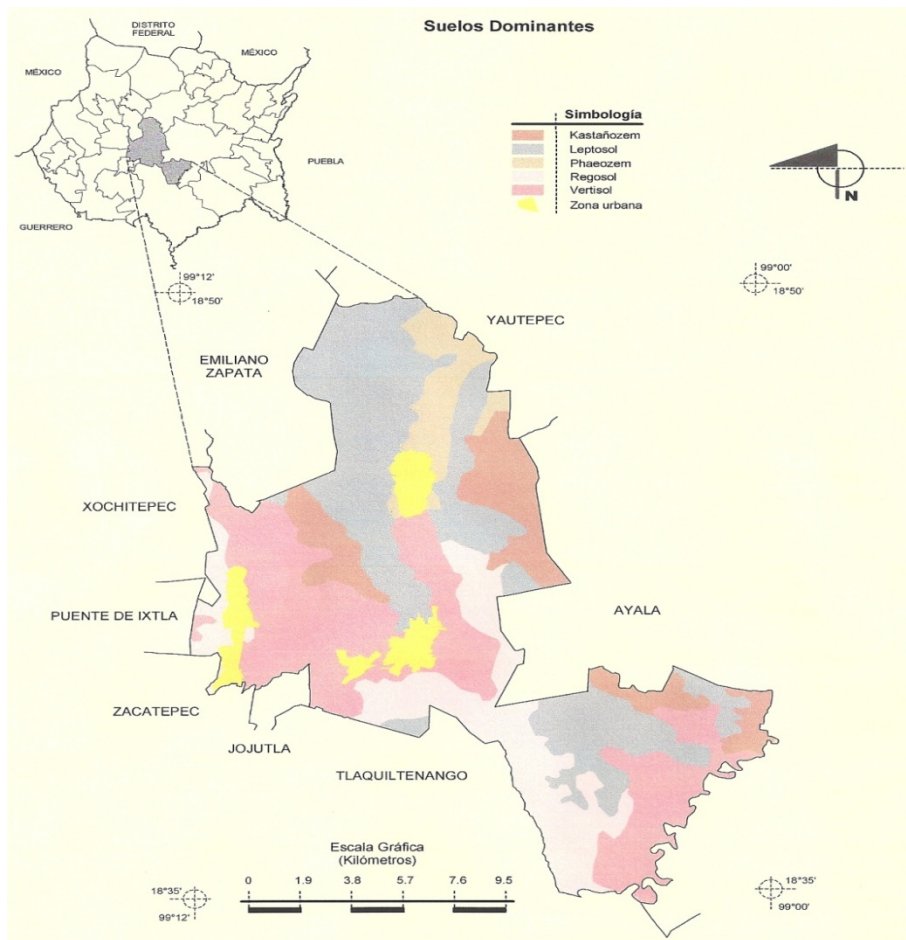 Suelos Dominantes
DISTRITO
FEDERAL
MÉXICO
MÉXICO
PUEBLA
GUERRERO
Simbología
Kastañozem
Leptosol
Phaeozem
Regosol
Vertisol
Zona urbana
N
99°12'
18°50'
99°00'
18°50'
YAUTEPEC
EMILIANO
ZAPATA
XOCHITEPEC
PUENTE DE IXTLA
AYALA
ZACATEPEC
JOJUTLA
TLAQUILTENANGO
Escala Gráfica
(Kilómetros)
0 1.9 3.8 5.7 7.6 9.5
18°35'
99°12'
18°35'
99°00'